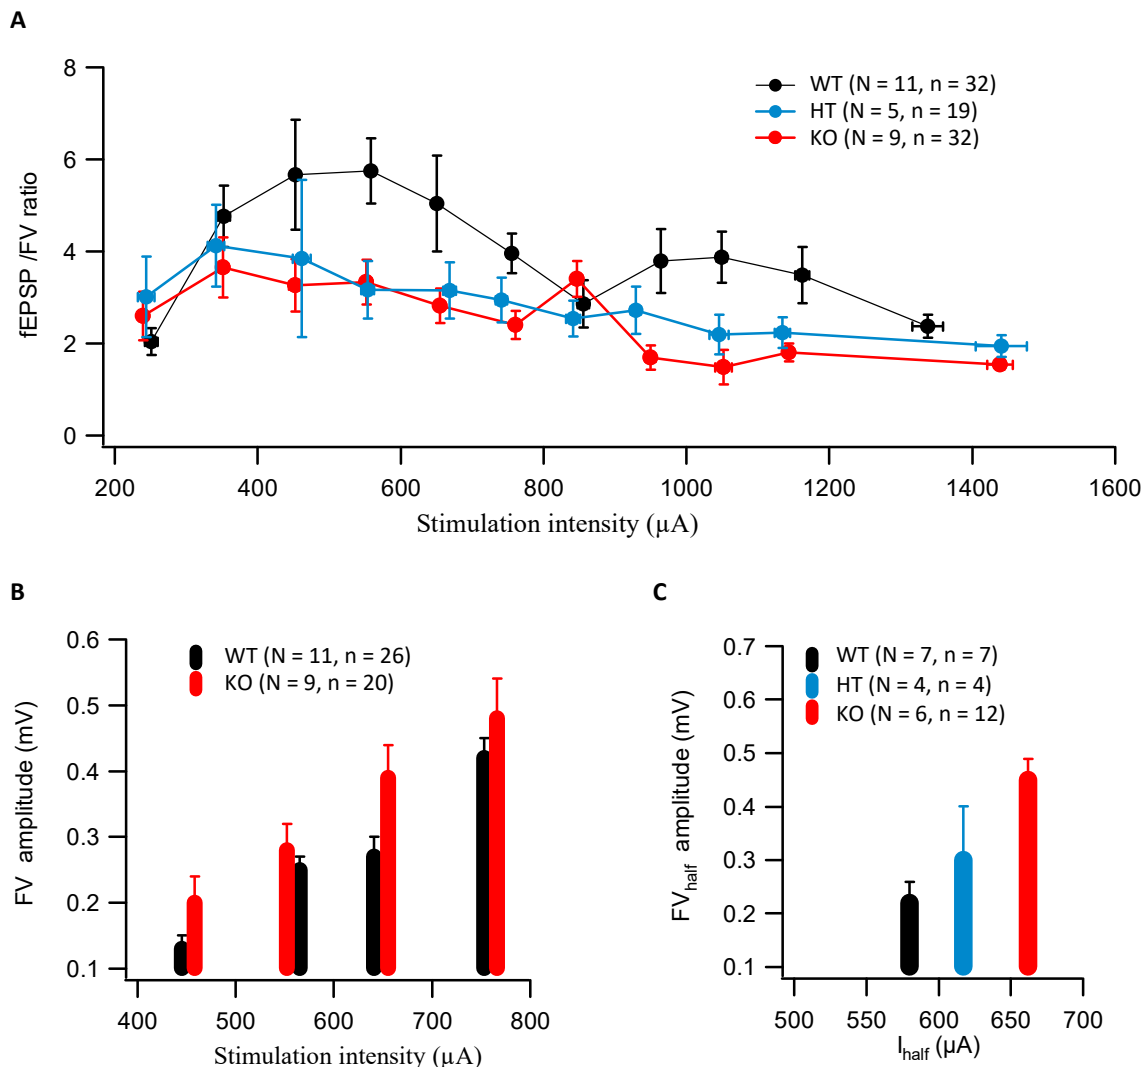 A
8
6
4
2
0
fEPSP /FV ratio
WT (N = 11, n = 32)
HT (N = 5, n = 19)
KO (N = 9, n = 32)
200 400 600 800 1000 1200 1400 1600
Stimulation intensity (µA)
B
0.6
0.5
0.4
0.3
0.2
0.1
FV amplitude (mV)
WT (N = 11, n = 26)
KO (N = 9, n = 20)
400 500 600 700 800
Stimulation intensity (µA)
C
0.7
0.6
0.5
0.4
0.3
0.2
0.1
FVhalf amplitude (mV)
WT (N = 7, n = 7)
HT (N = 4, n = 4)
KO (N = 6, n = 12)
500 550 600 650 700
Ihalf (µA)